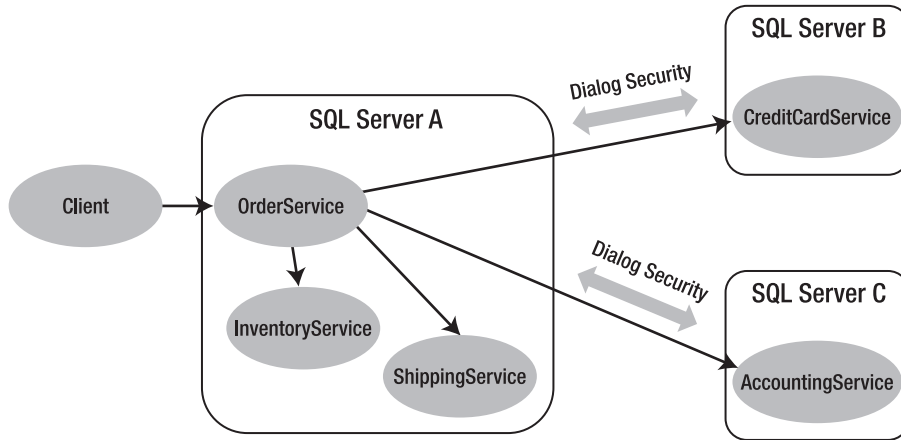 SQL Server B
Dialog Security
CreditCardService
SQL Server A
Client
OrderService
Dialog Security
SQL Server C
InventoryService
ShippingService
AccountingService